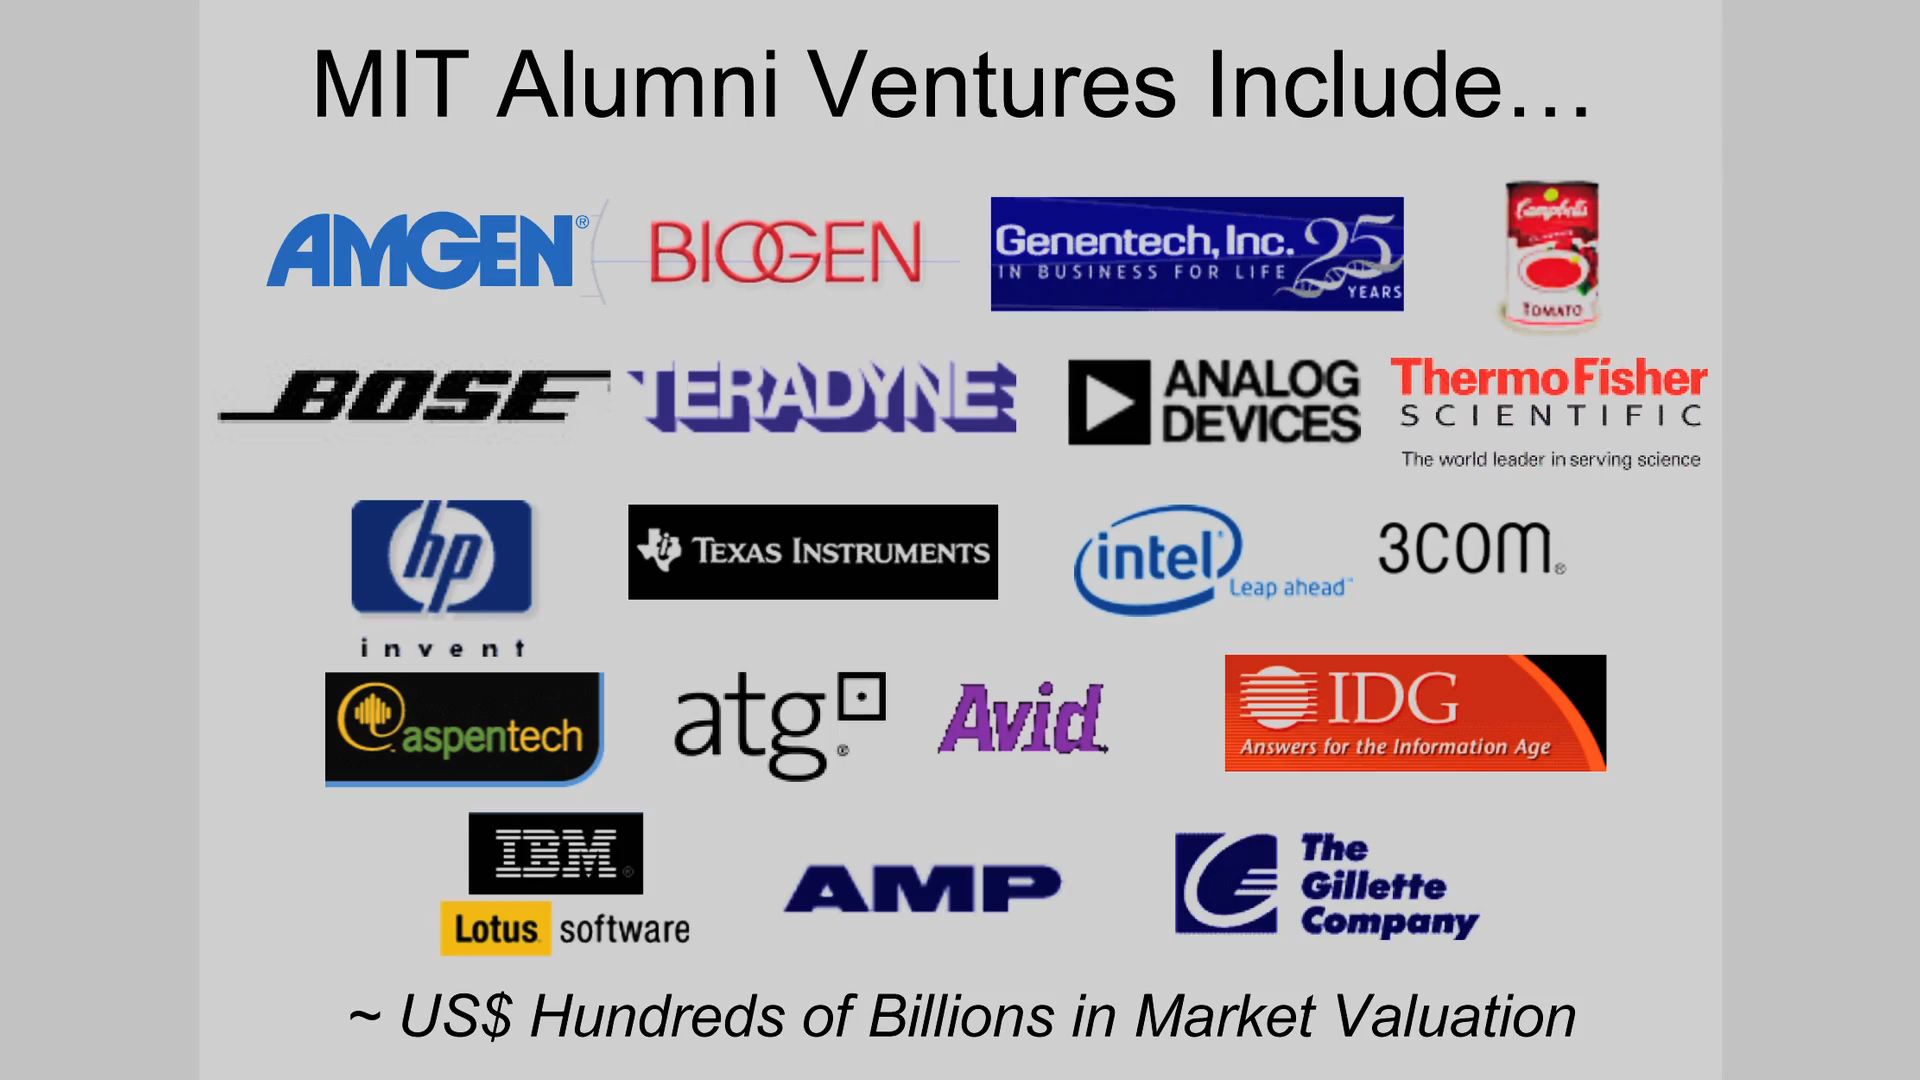 MIT Alumni Ventures Include…
AMGEN®
BIOGEN
Genentech, Inc. 25
IN BUSINESS FOR LIFE
YEARS
Campbell's
TOMATO
BOSE
TERADYNE
ANALOG
DEVICES
ThermoFisher
SCIENTIFIC
The world leader in serving science
hp
invent
TEXAS INSTRUMENTS
intel®
Leap ahead™
3COM®
aspentech
atg®
Avid
IDG
Answers for the Information Age
IBM®
Lotus software
AMP
The
Gillette
Company
~ US$ Hundreds of Billions in Market Valuation